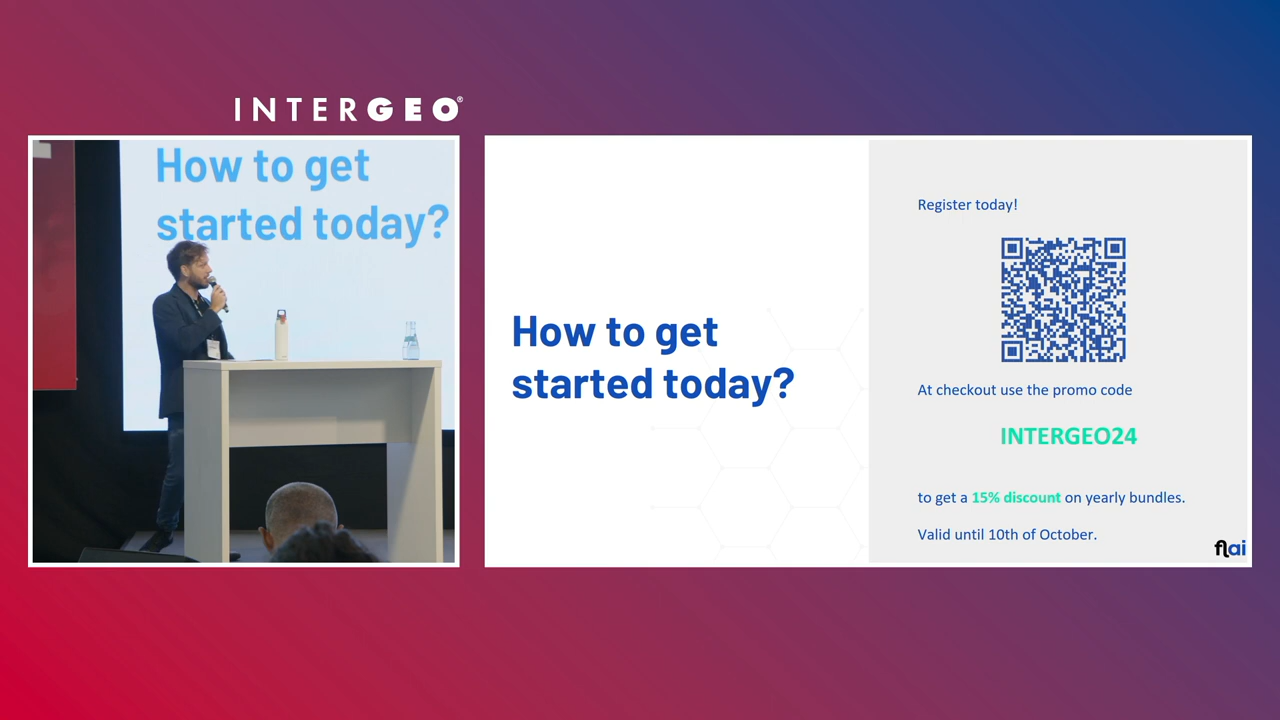 INTERGEO®
How to get
started today?
How to get
started today?
Register today!
At checkout use the promo code
INTERGEO24
to get a 15% discount on yearly bundles.
Valid until 10th of October.
flai